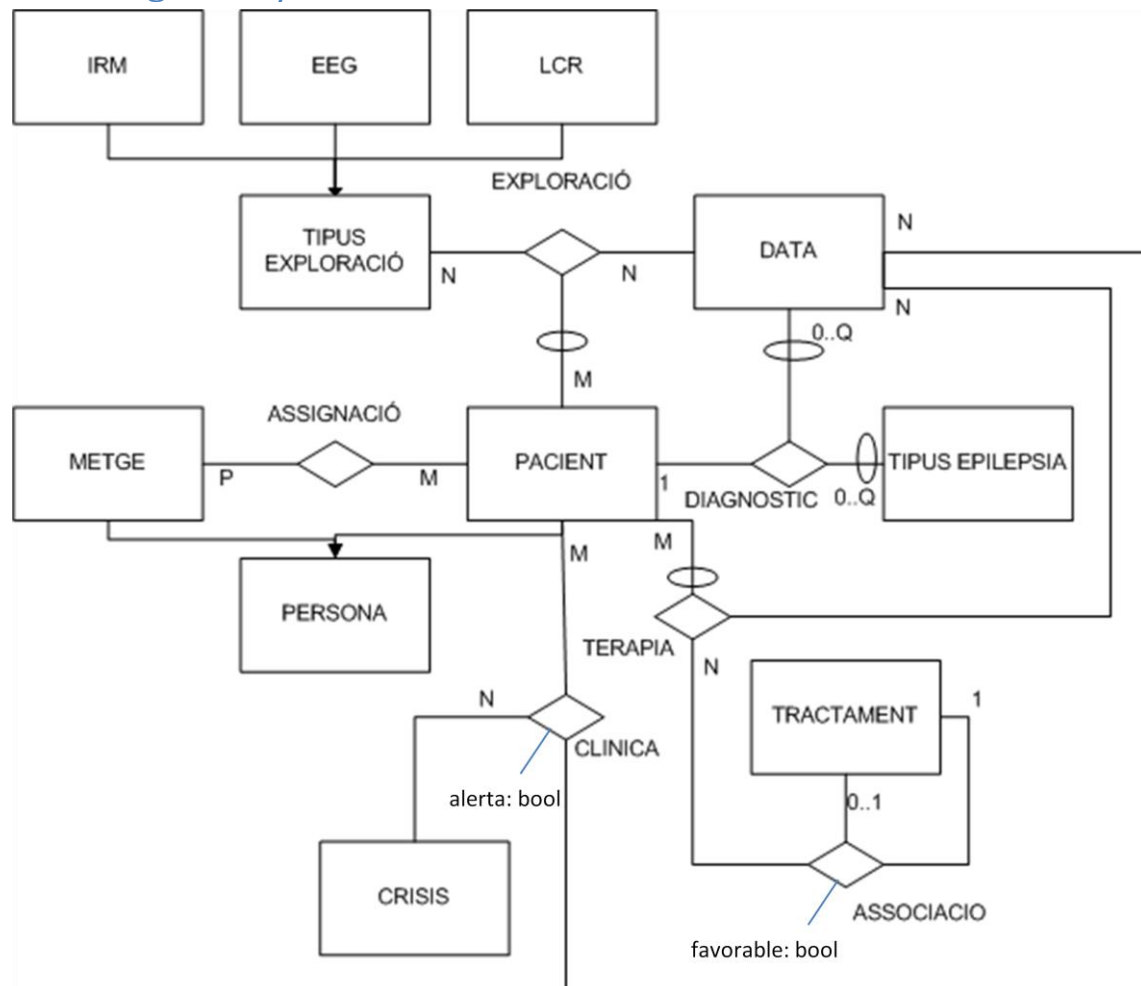 IRM
EEG
LCR
EXPLORACIÓ
TIPUS
EXPLORACIÓ
N
N
DATA
N
N
0..Q
M
ASSIGNACIÓ
METGE
P
M
PACIENT
1
DIAGNOSTIC
0..Q
TIPUS EPILEPSIA
M
M
PERSONA
TERAPIA
N
TRACTAMENT
1
N
CLINICA
alerta: bool
0..1
CRISIS
ASSOCIACIO
favorable: bool